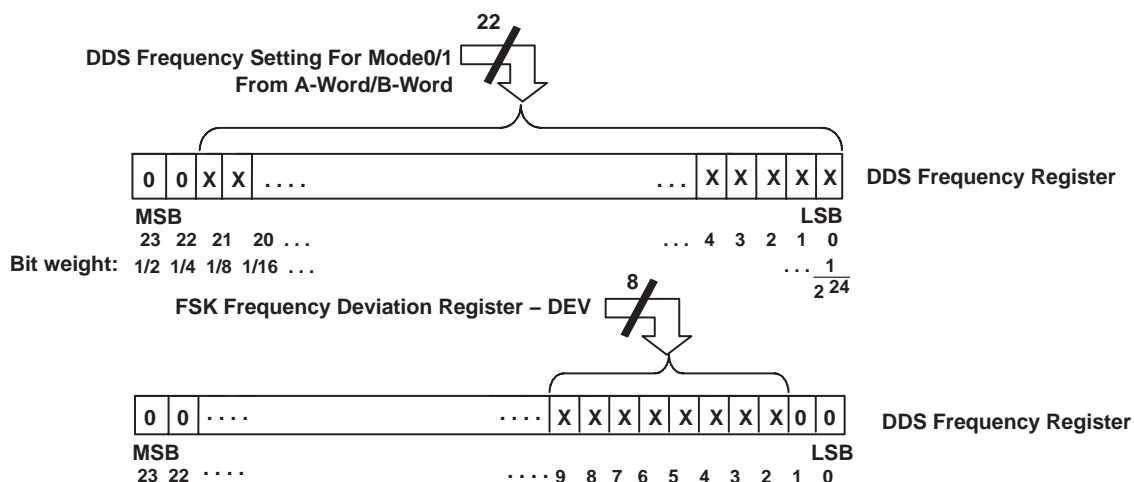 22
DDS Frequency Setting For Mode0/1
From A-Word/B-Word
0 0 X X .... ... X X X X X DDS Frequency Register
MSB LSB
23 22 21 20 ... ... 4 3 2 1 0
Bit weight: 1/2 1/4 1/8 1/16 ... ... 1
2 24
8
FSK Frequency Deviation Register – DEV
0 0 .... .... X X X X X X X X 0 0 DDS Frequency Register
MSB LSB
23 22 .... .... 9 8 7 6 5 4 3 2 1 0